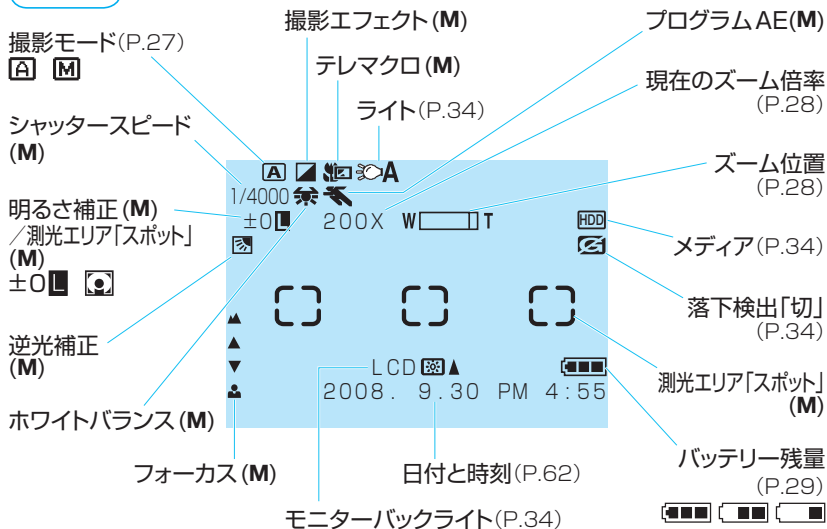 撮影エフェクト(M)
プログラムAE(M)
撮影モード(P.27)
A M
テレマクロ(M)
現在のズーム倍率
(P.28)
ライト(P.34)
シャッタースピード
(M)
ズーム位置
(P.28)
A A
1/4000
明るさ補正(M)
/測光エリア「スポット」
(M)
±0L
±0L 200X W T HDD
メディア(P.34)
落下検出「切」
(P.34)
逆光補正
(M)
LCD
2008. 9.30 PM 4:55
測光エリア「スポット」
(M)
ホワイトバランス(M)
フォーカス(M)
日付と時刻(P.62)
バッテリー残量
(P.29)
モニターバックライト(P.34)